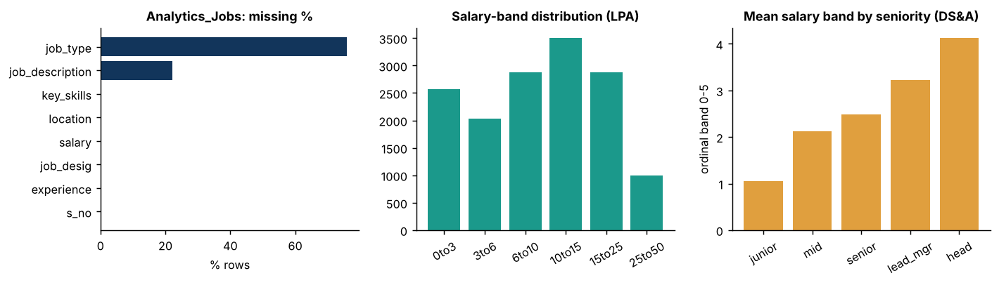 Analytics_Jobs: missing %
job_type
job_description
key_skills
location
salary
job_desig
experience
s_no
0 20 40 60
% rows
Salary-band distribution (LPA)
3500
3000
2500
2000
1500
1000
500
0
0to3 3to6 6to10 10to15 15to25 25to50
Mean salary band by seniority (DS&A)
ordinal band 0-5
4
3
2
1
0
junior mid senior lead_mgr head